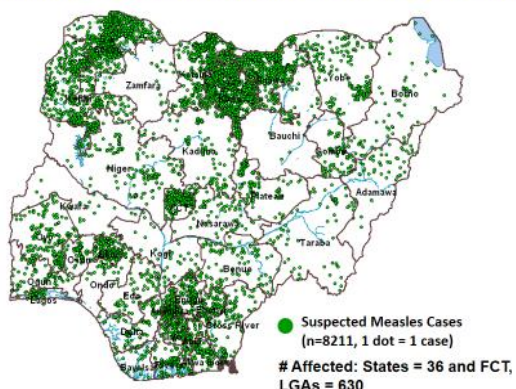 Zamfara
Yobe
Borno
Bauchi
Kaduna
Niger
Gombe
Adamawa
Plateau
Nasarawa
Kwara
Taraba
Kogi
Benue
Ogun
Ondo
Edo
Lagos
Cross River
Delta
Suspected Measles Cases
(n=8211, 1 dot = 1 case)
# Affected: States = 36 and FCT,
LGAs = 630